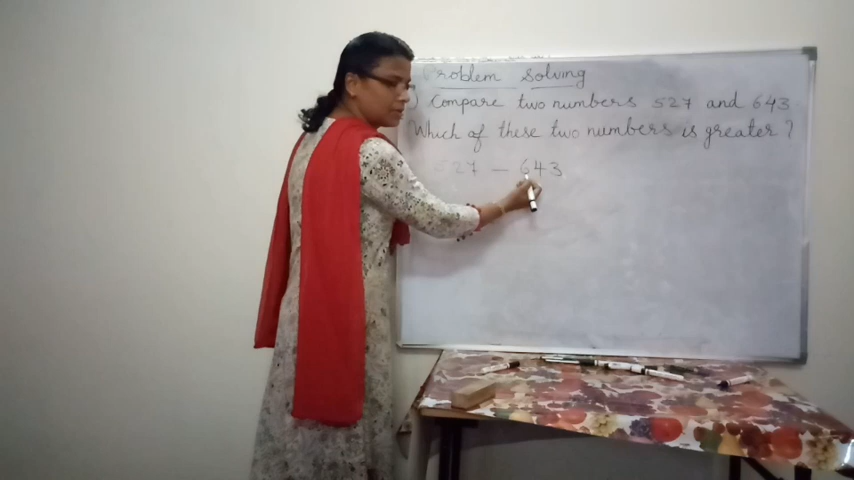 Problem Solving
) Compare two numbers 527 and 643
Which of these two numbers is greater ?
527 — 643